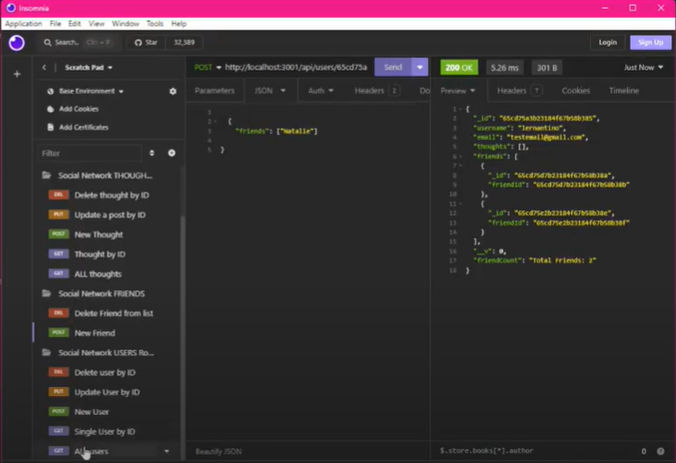 Insomnia
Application File Edit View Window Tools Help
Search.. Ctrl + P Star 32,389 Login Sign Up
Scratch Pad
POST http://localhost:3001/api/users/65cd75a Send 200 OK 5.26 ms 301 B Just Now
Base Environment
Add Cookies
Add Certificates
Parameters JSON Auth Headers 2 Do
Preview Headers 7 Cookies Timeline
Filter
Social Network THOUGH...
DEL Delete thought by ID
PUT Update a post by ID
POST New Thought
GET Thought by ID
GET ALL thoughts
Social Network FRIENDS
DEL Delete Friend from list
POST New Friend
Social Network USERS Ro...
DEL Delete user by ID
PUT Update User by ID
POST New User
GET Single User by ID
GET users
1
2 {
3 "friends": ["Natalie"]
4
5 }
Beautify JSON
1 {
2 "_id": "65cd75a3b23184f67b58b385",
3 "username": "lernantino",
4 "email": "testemail@gmail.com",
5 "thoughts": [],
6 "friends": [
7 {
8 "_id": "65cd75d7b23184f67b58b38a",
9 "friendId": "65cd75d7b23184f67b58b38b"
10 },
11 {
12 "_id": "65cd75e2b23184f67b58b38e",
13 "friendId": "65cd75e2b23184f67b58b38f"
14 }
15 ],
16 "__v": 0,
17 "friendCount": "Total Friends: 2"
18 }
$.store.books[*].author 0